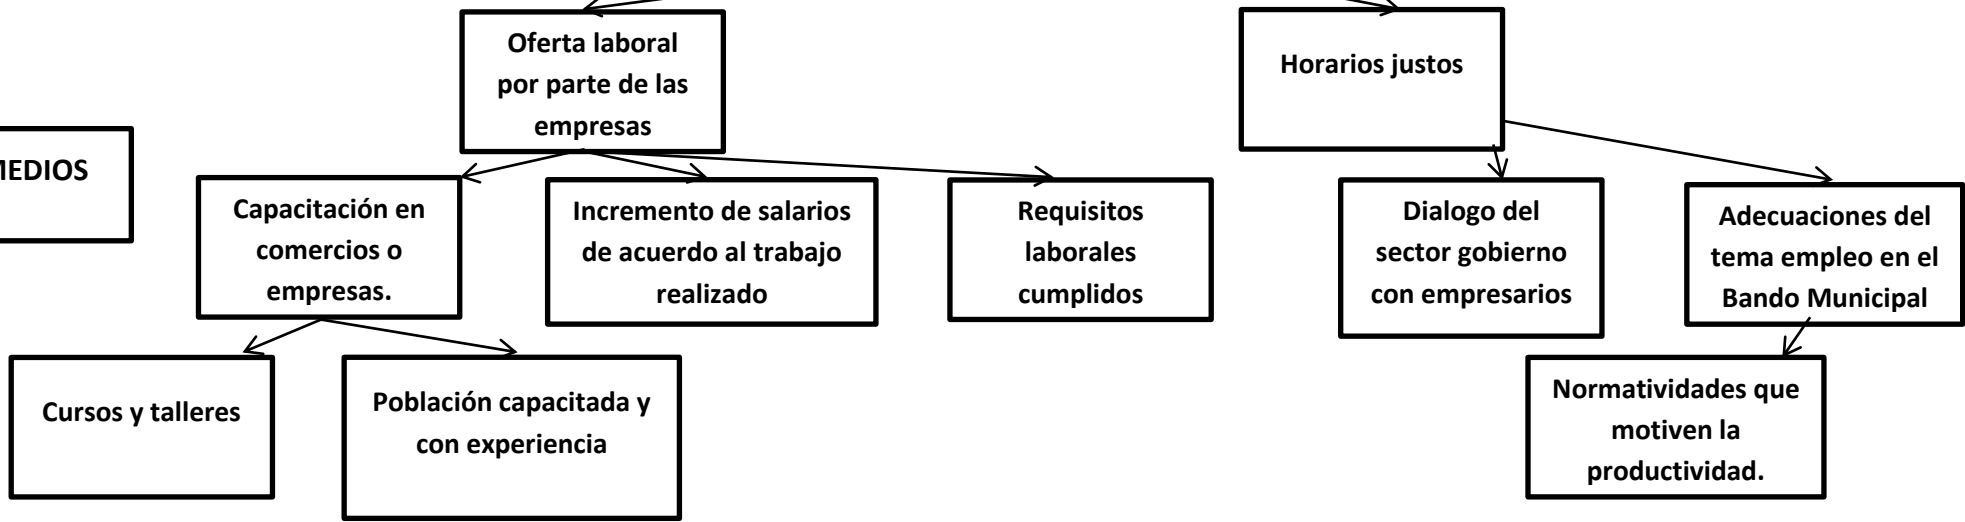 Oferta laboral
por parte de las
empresas
Horarios justos
MEDIOS
Capacitación en
comercios o
empresas.
Incremento de salarios
de acuerdo al trabajo
realizado
Requisitos
laborales
cumplidos
Dialogo del
sector gobierno
con empresarios
Adecuaciones del
tema empleo en el
Bando Municipal
Cursos y talleres
Población capacitada y
con experiencia
Normatividades que
motiven la
productividad.